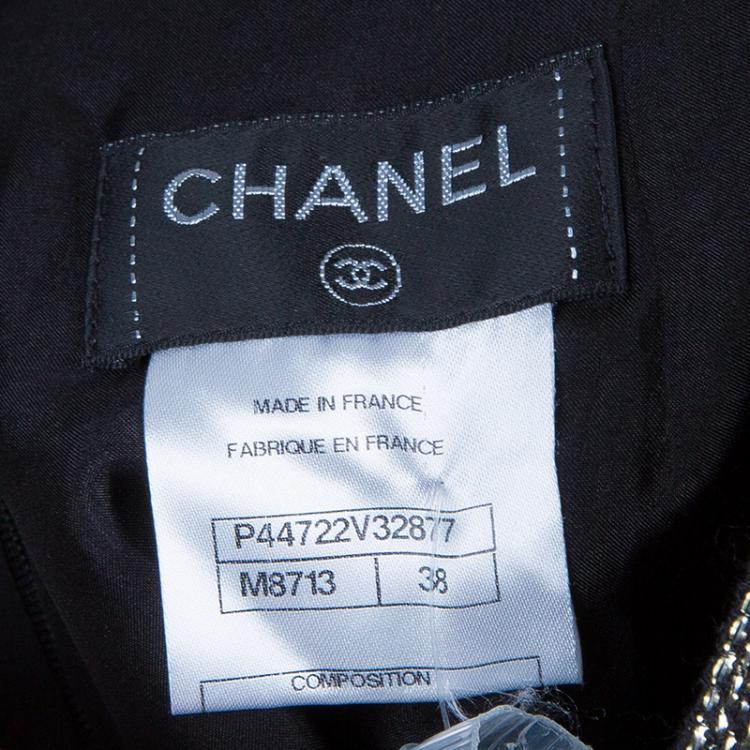 CHANEL
MADE IN FRANCE
FABRIQUE EN FRANCE
P44722V32877
M8713 38
COMPOSITION